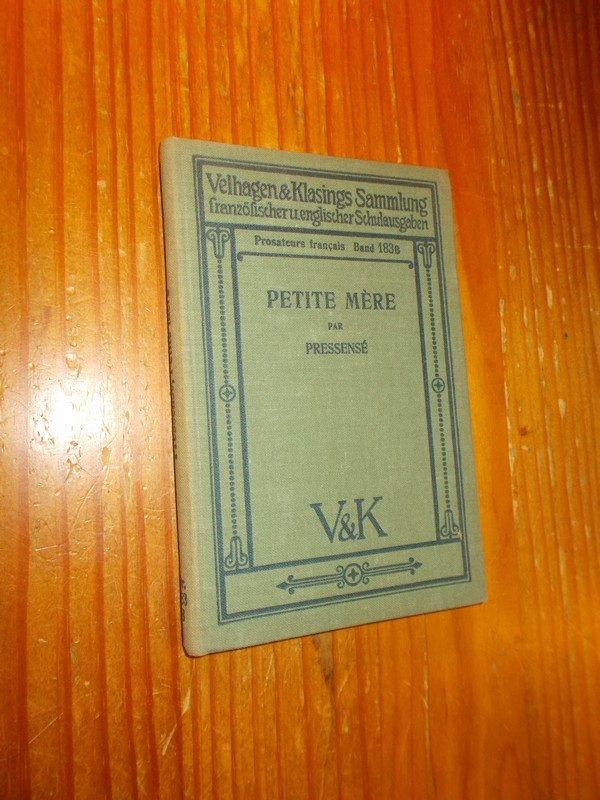 Velhagen & Klasings Sammlung
französischer u. englischer Schulausgaben
Prosateurs français Band 183B
PETITE MÈRE
PAR
PRESSENSÉ
V&K